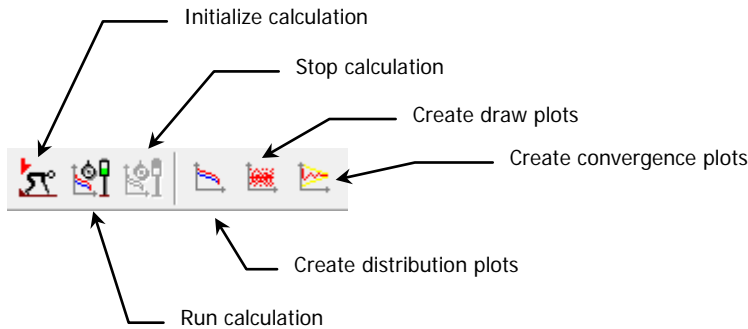 Initialize calculation
Stop calculation
Create draw plots
Create convergence plots
Create distribution plots
Run calculation